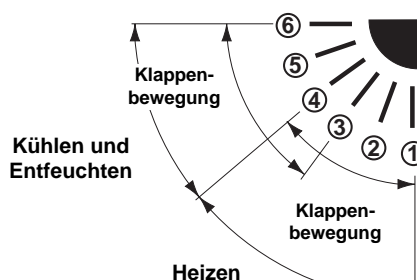 ⑥
⑤
Klappen-
bewegung
④
③
Kühlen und
Entfeuchten
②
①
Klappen-
bewegung
Heizen